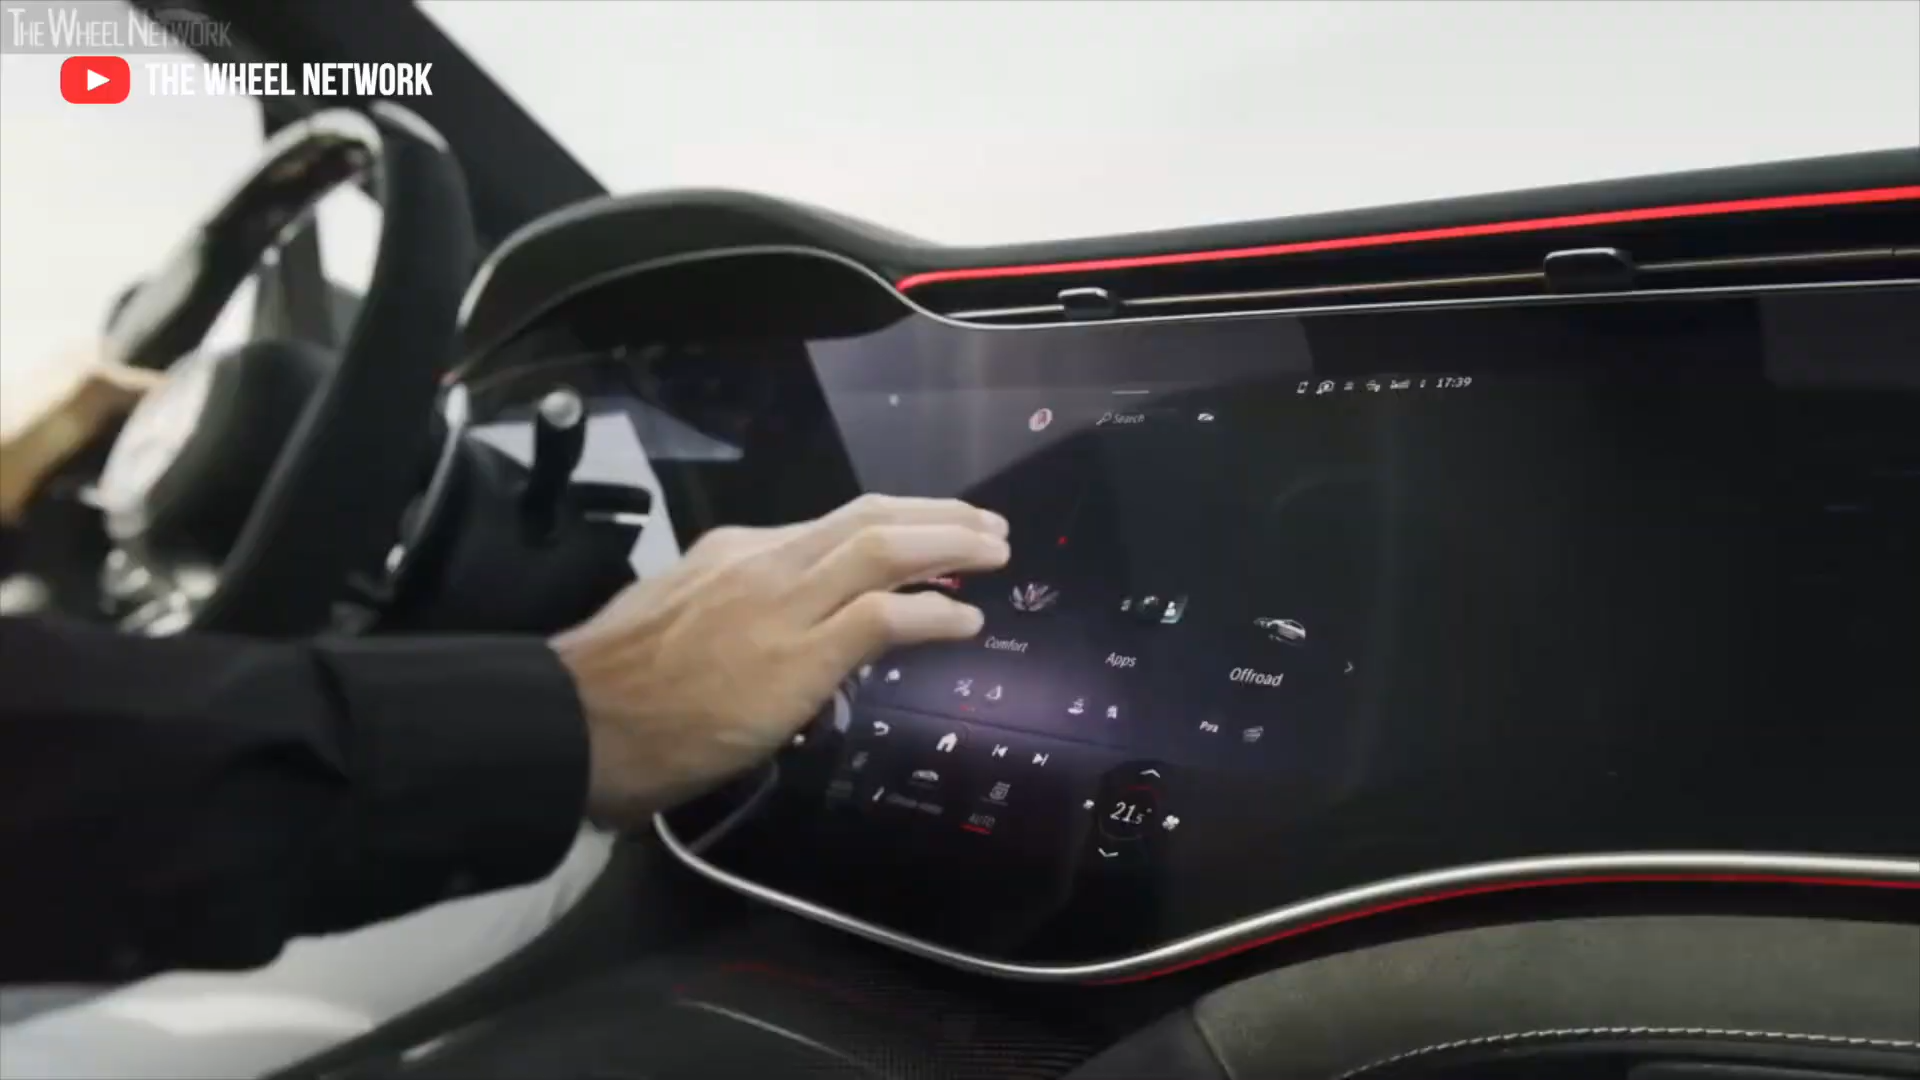 THE WHEEL NETWORK
THE WHEEL NETWORK
17:39
Search
Comfort
Apps
Offroad
AUTO
21.5°